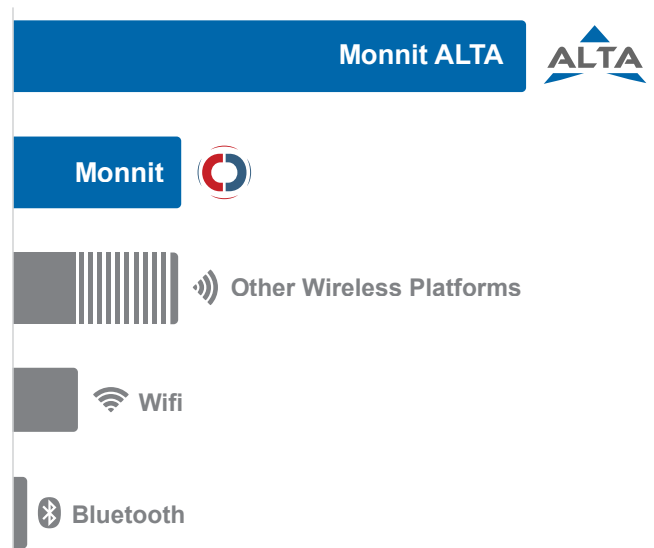 Monnit ALTA
ALTA
Monnit
Other Wireless Platforms
Wifi
Bluetooth